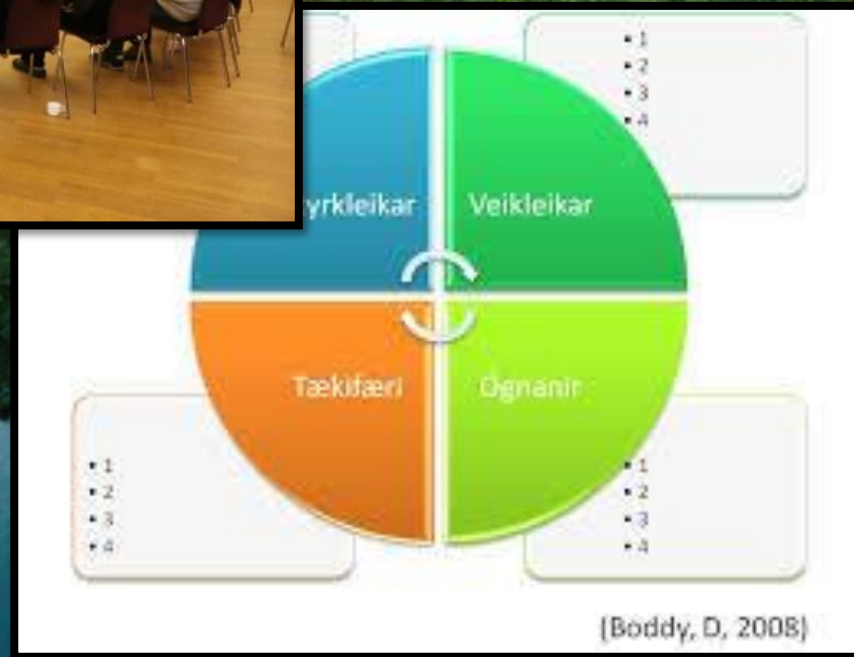 • 1
• 2
• 3
• 4
yrkleikar
Veikleikar
Tækifæri
Ógnanir
• 1
• 2
• 3
• 4
• 1
• 2
• 3
• 4
(Boddy, D, 2008)